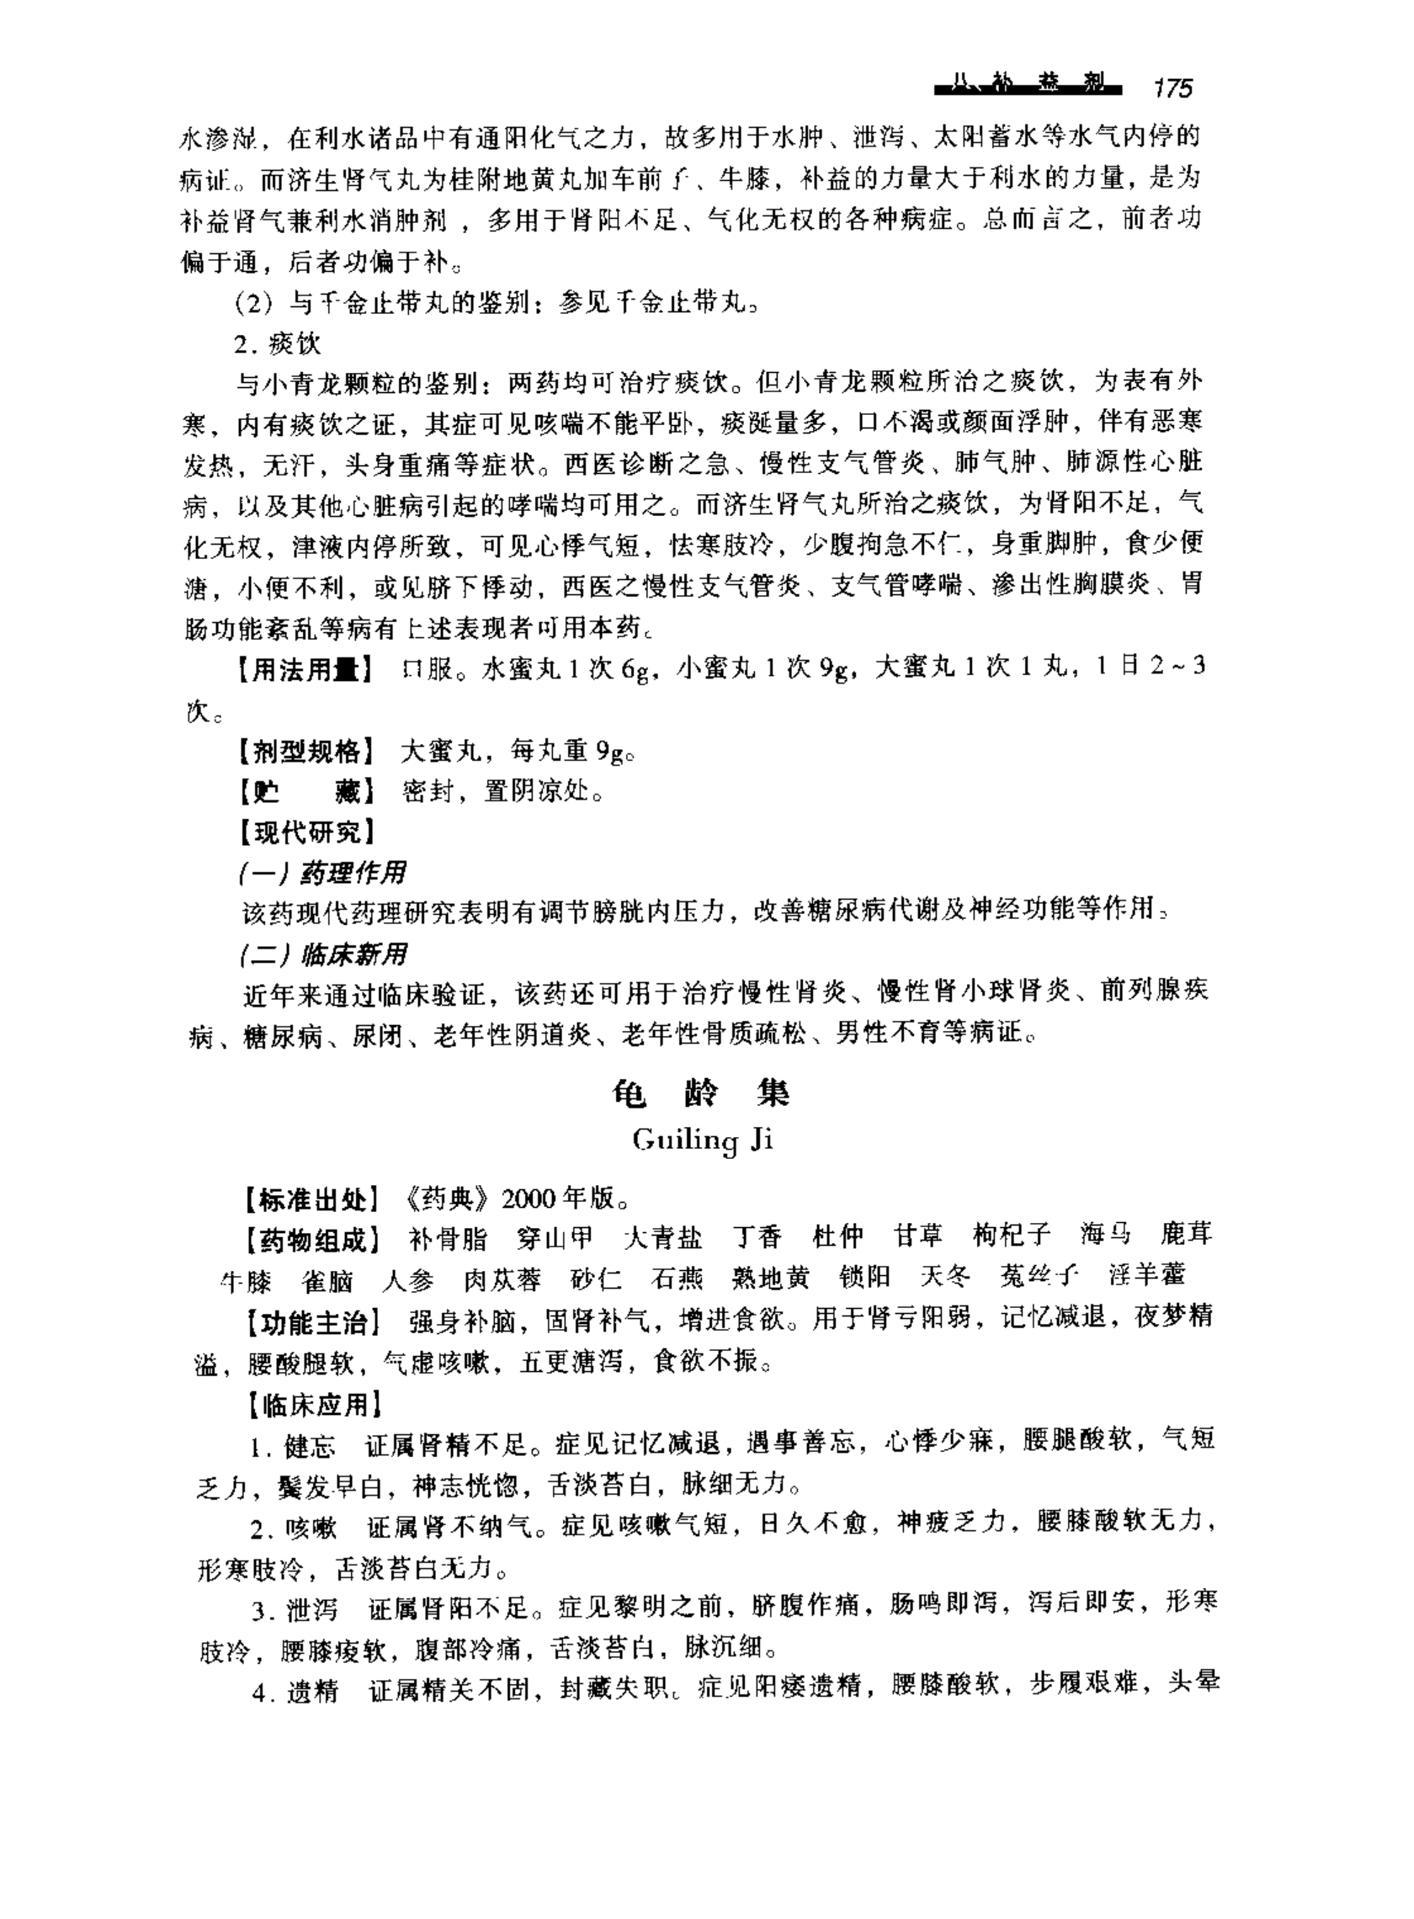 八、补益剂 175
水渗湿，在利水诸品中有通阳化气之力，故多用于水肿、泄泻、太阳蓄水等水气内停的
病证。而济生肾气丸为桂附地黄丸加车前子、牛膝，补益的力量大于利水的力量，是为
补益肾气兼利水消肿剂，多用于肾阳不足、气化无权的各种病症。总而言之，前者功
偏于通，后者功偏于补。
（2）与千金止带丸的鉴别：参见千金止带丸。
2. 痰饮
与小青龙颗粒的鉴别：两药均可治疗痰饮。但小青龙颗粒所治之痰饮，为表有外
寒，内有痰饮之证，其症可见咳喘不能平卧，痰涎量多，口不渴或颜面浮肿，伴有恶寒
发热，无汗，头身重痛等症状。西医诊断之急、慢性支气管炎、肺气肿、肺源性心脏
病，以及其他心脏病引起的哮喘均可用之。而济生肾气丸所治之痰饮，为肾阳不足，气
化无权，津液内停所致，可见心悸气短，怯寒肢冷，少腹拘急不仁，身重脚肿，食少便
溏，小便不利，或见脐下悸动，西医之慢性支气管炎、支气管哮喘、渗出性胸膜炎、胃
肠功能紊乱等病有上述表现者可用本药。
【用法用量】 口服。水蜜丸1次6g，小蜜丸1次9g，大蜜丸1次1丸，1日2~3
次。
【剂型规格】 大蜜丸，每丸重9g。
【贮　　藏】 密封，置阴凉处。
【现代研究】
(一) 药理作用
该药现代药理研究表明有调节膀胱内压力，改善糖尿病代谢及神经功能等作用。
(二) 临床新用
近年来通过临床验证，该药还可用于治疗慢性肾炎、慢性肾小球肾炎、前列腺疾
病、糖尿病、尿闭、老年性阴道炎、老年性骨质疏松、男性不育等病证。
龟龄集
Guiling Ji
【标准出处】《药典》2000年版。
【药物组成】 补骨脂 穿山甲 大青盐 丁香 杜仲 甘草 枸杞子 海马 鹿茸
牛膝 雀脑 人参 肉苁蓉 砂仁 石燕 熟地黄 锁阳 天冬 菟丝子 淫羊藿
【功能主治】 强身补脑，固肾补气，增进食欲。用于肾亏阳弱，记忆减退，夜梦精
溢，腰酸腿软，气虚咳嗽，五更溏泻，食欲不振。
【临床应用】
1. 健忘 证属肾精不足。症见记忆减退，遇事善忘，心悸少寐，腰腿酸软，气短
乏力，鬓发早白，神志恍惚，舌淡苔白，脉细无力。
2. 咳嗽 证属肾不纳气。症见咳嗽气短，日久不愈，神疲乏力，腰膝酸软无力，
形寒肢冷，舌淡苔白无力。
3. 泄泻 证属肾阳不足。症见黎明之前，脐腹作痛，肠鸣即泻，泻后即安，形寒
肢冷，腰膝痠软，腹部冷痛，舌淡苔白，脉沉细。
4. 遗精 证属精关不固，封藏失职。症见阳痿遗精，腰膝酸软，步履艰难，头晕